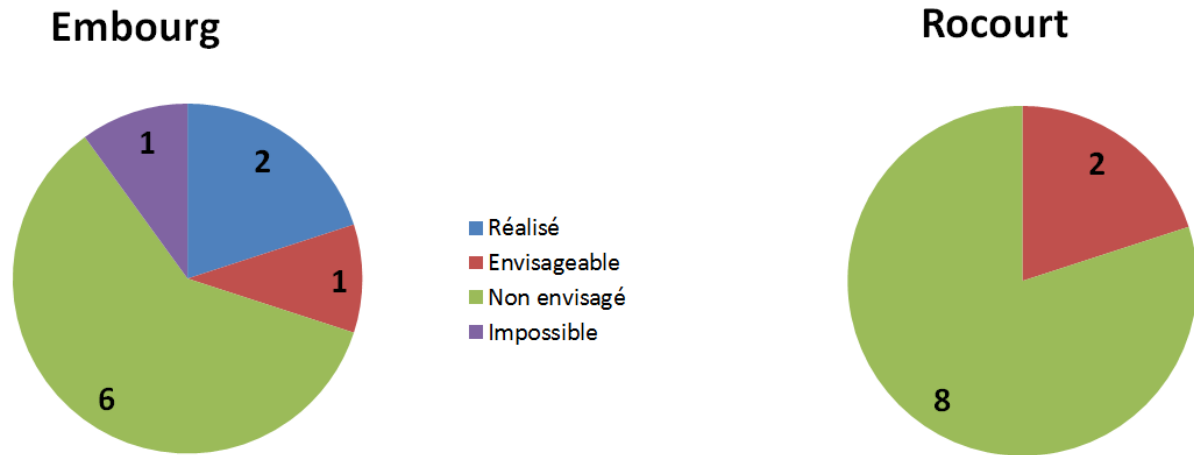 Embourg
1
2
1
6
Réalisé
Envisageable
Non envisagé
Impossible
Rocourt
2
8